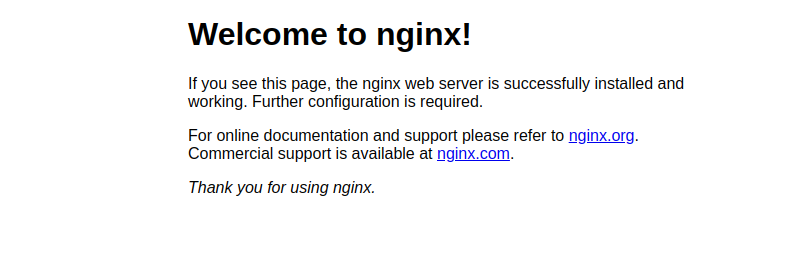 Welcome to nginx!
If you see this page, the nginx web server is successfully installed and
working. Further configuration is required.
For online documentation and support please refer to nginx.org.
Commercial support is available at nginx.com.
Thank you for using nginx.